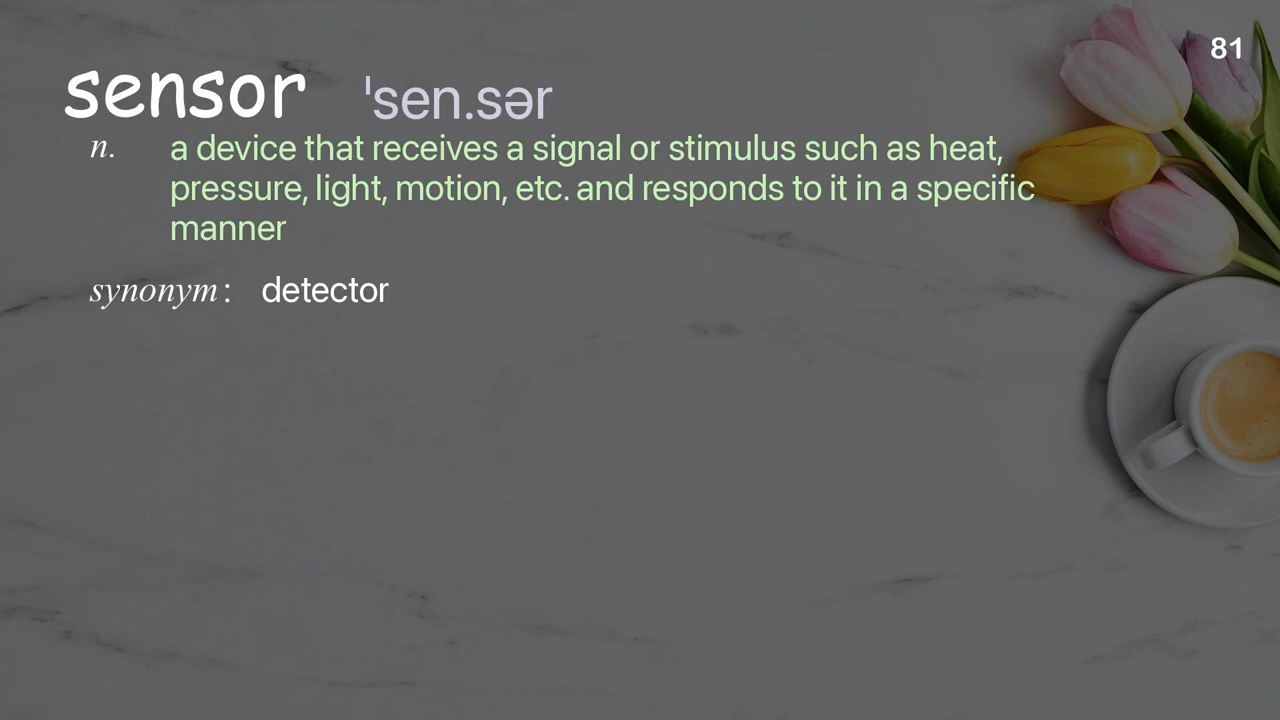 81
sensor ˈsen.sər
n. a device that receives a signal or stimulus such as heat,
pressure, light, motion, etc. and responds to it in a specific
manner
synonym : detector